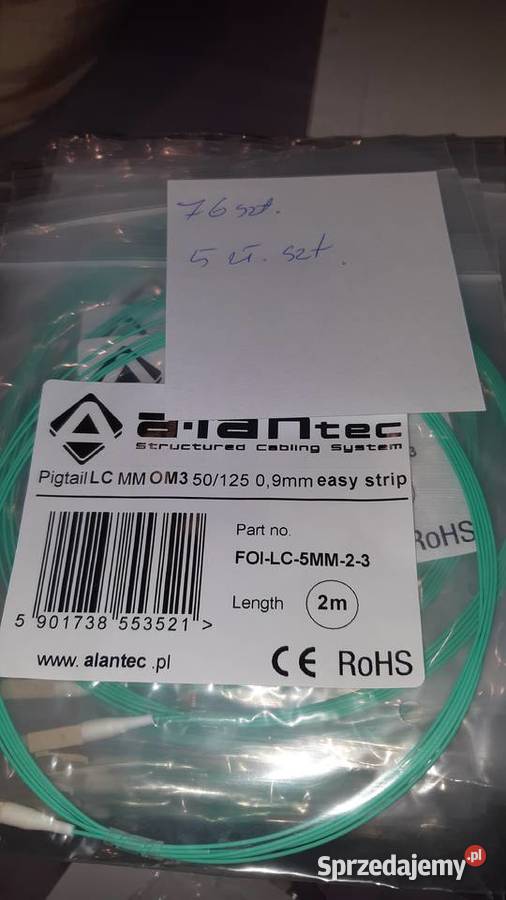 76 szt.
5 zł. szt.
alantec
Structured Cabling System
Pigtail LC MM OM3 50/125 0,9mm easy strip
Part no.
FOI-LC-5MM-2-3
Length 2m
5 901738 553521 >
www. alantec .pl
CE RoHS
RoHS
Sprzedajemy.pl